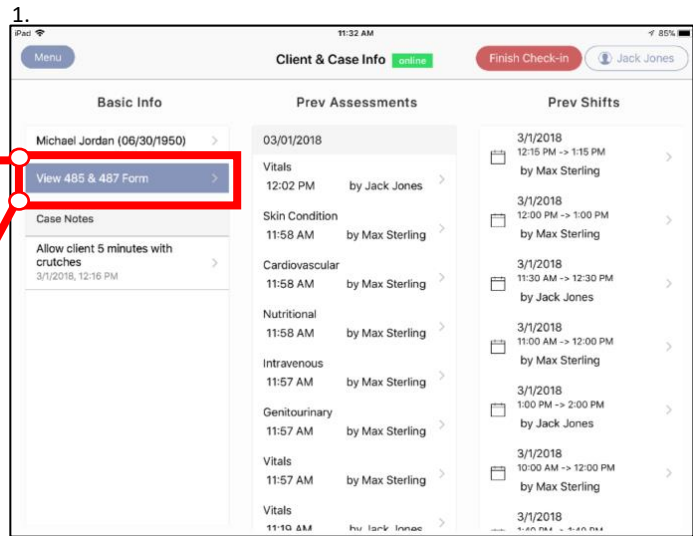 1.
iPad 11:32 AM 85%
Menu
Client & Case Info online
Finish Check-in
Jack Jones
Basic Info
Michael Jordan (06/30/1950)
View 485 & 487 Form
Case Notes
Allow client 5 minutes with
crutches
3/1/2018, 12:16 PM
Prev Assessments
03/01/2018
Vitals
12:02 PM by Jack Jones
Skin Condition
11:58 AM by Max Sterling
Cardiovascular
11:58 AM by Max Sterling
Nutritional
11:58 AM by Max Sterling
Intravenous
11:57 AM by Max Sterling
Genitourinary
11:57 AM by Max Sterling
Vitals
11:57 AM by Max Sterling
Vitals
11:19 AM by Jack Jones
Prev Shifts
3/1/2018
12:15 PM -> 1:15 PM
by Max Sterling
3/1/2018
12:00 PM -> 1:00 PM
by Max Sterling
3/1/2018
11:30 AM -> 12:30 PM
by Jack Jones
3/1/2018
11:00 AM -> 12:00 PM
by Max Sterling
3/1/2018
1:00 PM -> 2:00 PM
by Jack Jones
3/1/2018
10:00 AM -> 12:00 PM
by Max Sterling
3/1/2018